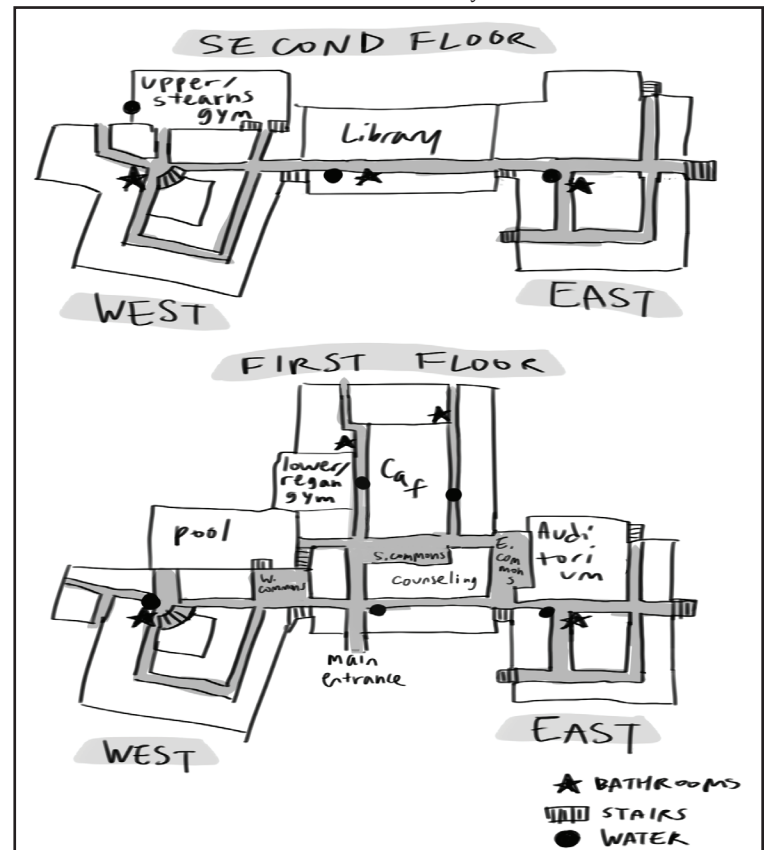 SECOND FLOOR
upper/
stearns
gym
Library
WEST
EAST
FIRST FLOOR
lower/
regan
gym
Caf
pool
S.commons
E.
com
mons
Audi
tori
um
W.
commons
counseling
main
entrance
WEST
EAST
BATHROOMS
STAIRS
WATER